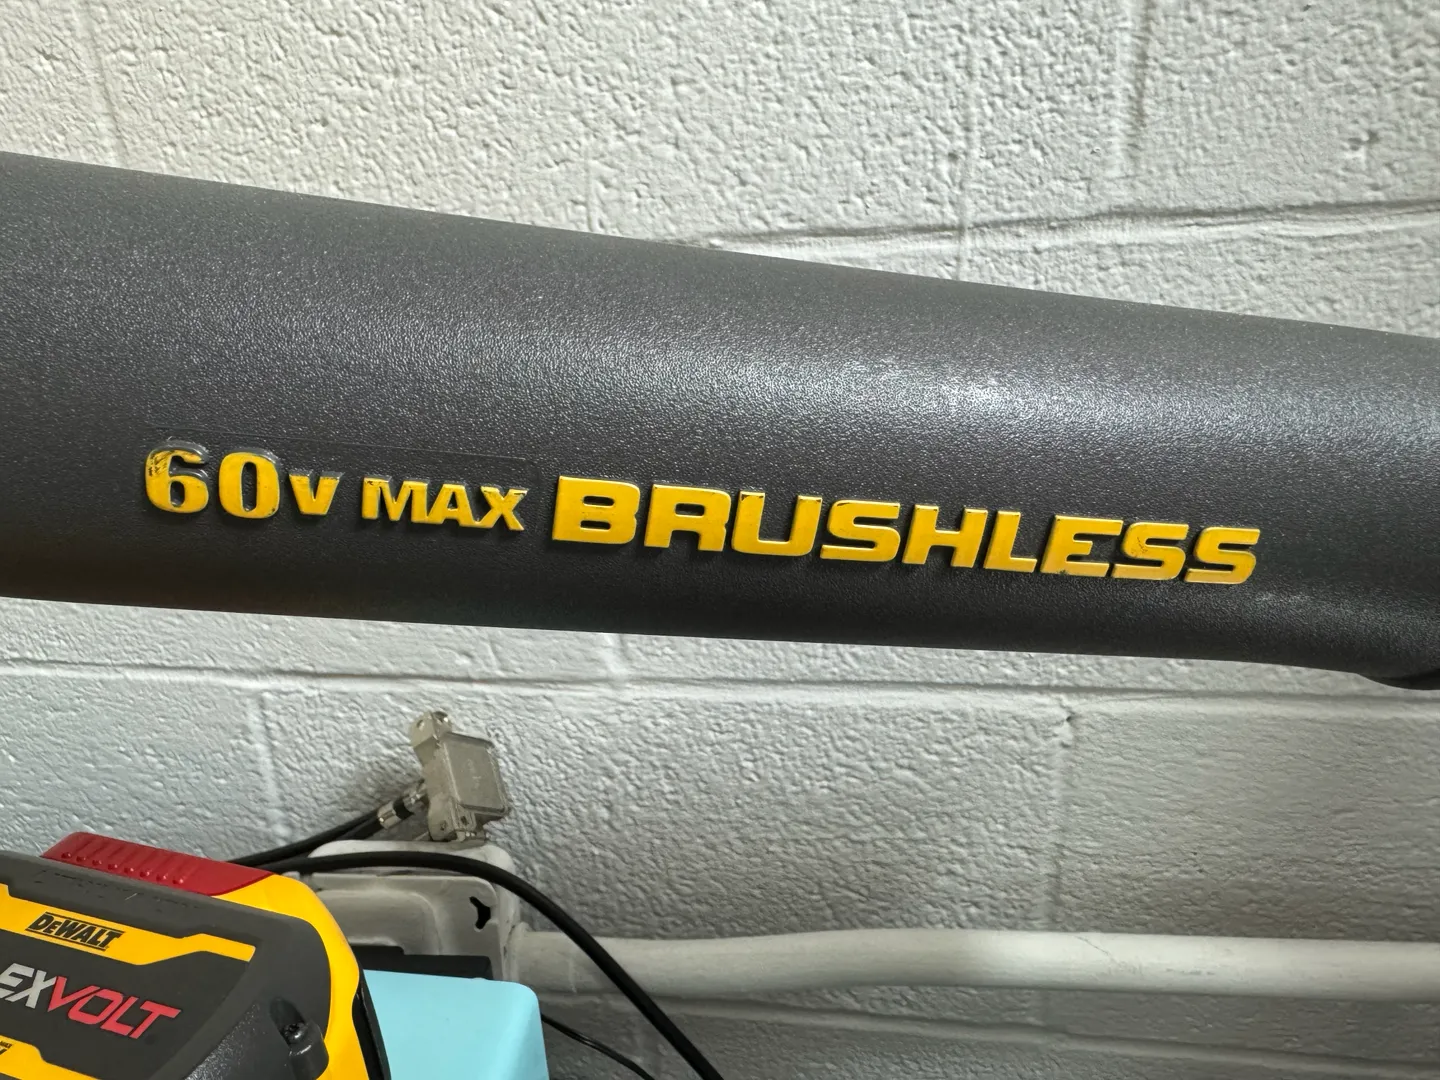 60V MAX BRUSHLESS
DEWALT
EXVOLT